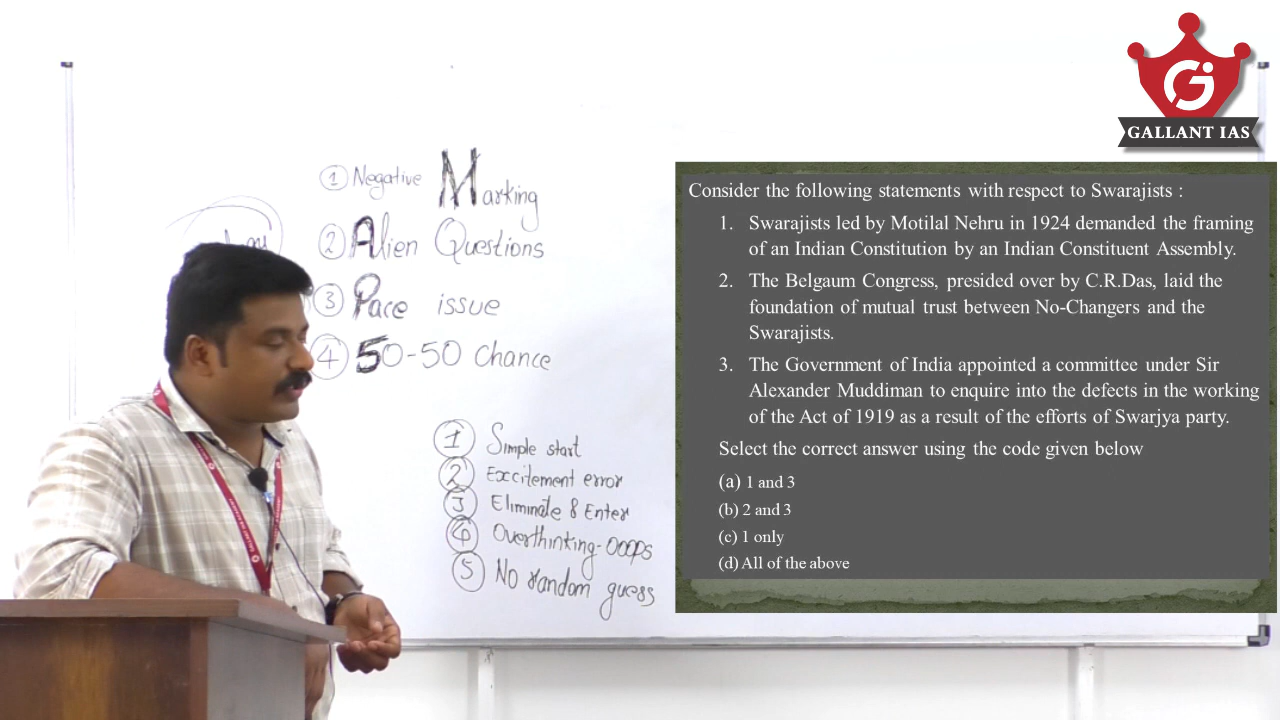 GALLANT IAS
① Negative Marking
② Alien Questions
③ Pace issue
④ 50-50 chance
① Simple start
② Excitement error
③ Eliminate & Enter
④ Overthinking-Ooops
⑤ No random guess
Consider the following statements with respect to Swarajists :
1. Swarajists led by Motilal Nehru in 1924 demanded the framing
of an Indian Constitution by an Indian Constituent Assembly.
2. The Belgaum Congress, presided over by C.R.Das, laid the
foundation of mutual trust between No-Changers and the
Swarajists.
3. The Government of India appointed a committee under Sir
Alexander Muddiman to enquire into the defects in the working
of the Act of 1919 as a result of the efforts of Swarjya party.
Select the correct answer using the code given below
(a) 1 and 3
(b) 2 and 3
(c) 1 only
(d) All of the above